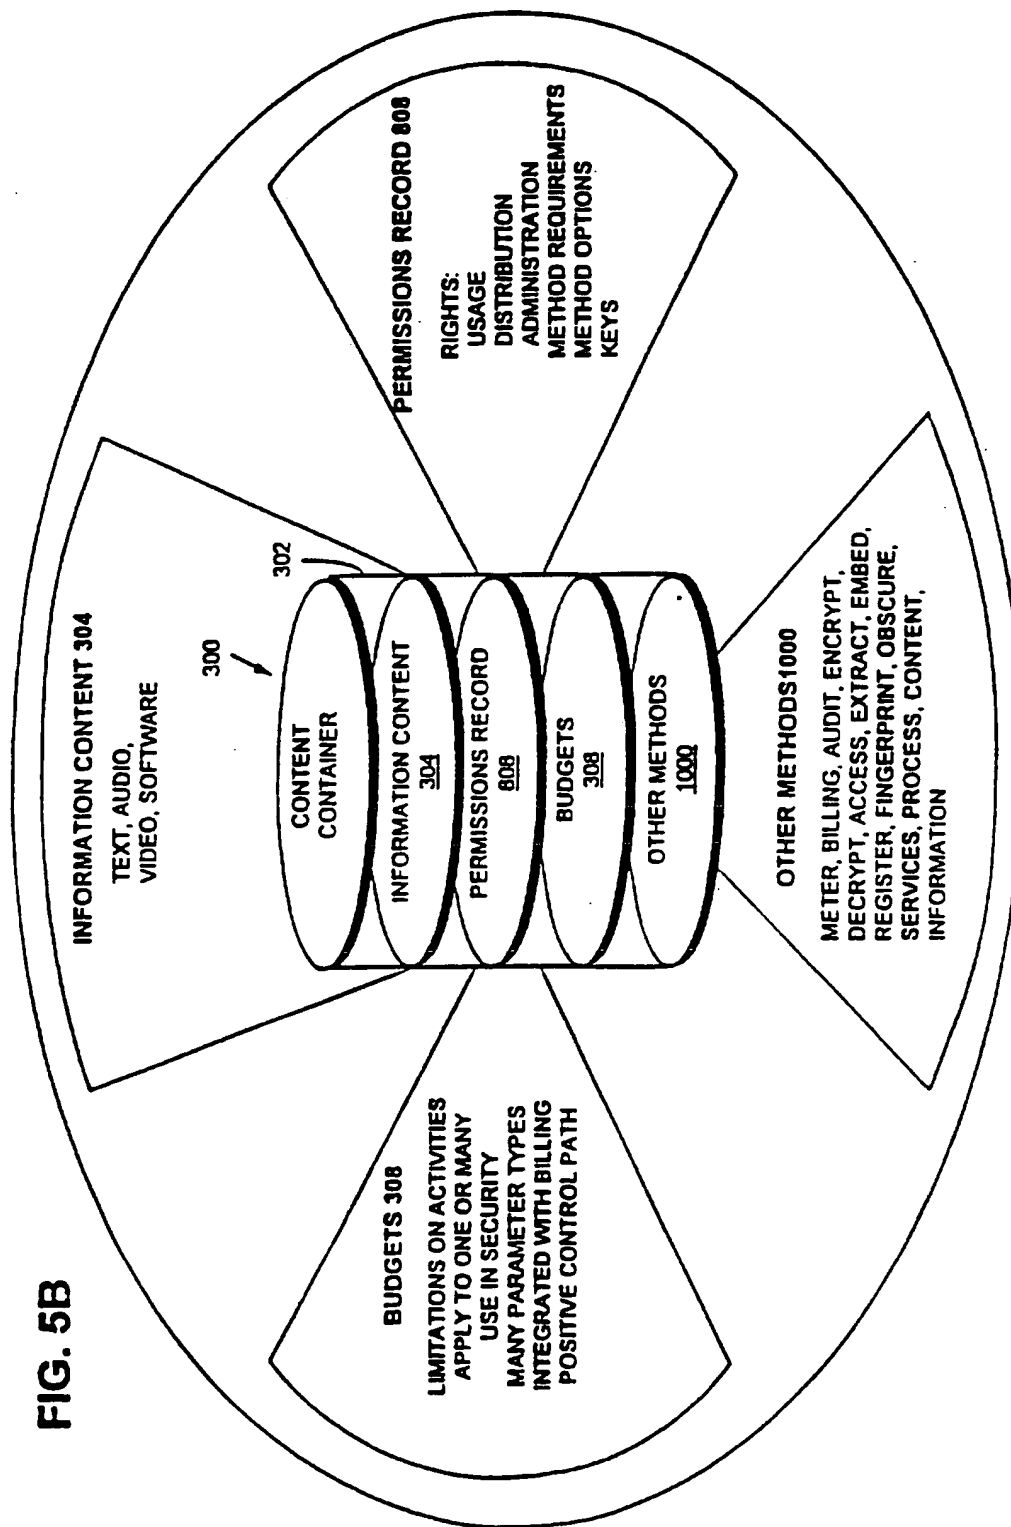 FIG. 5B
INFORMATION CONTENT 304
TEXT, AUDIO,
VIDEO, SOFTWARE
BUDGETS 308
LIMITATIONS ON ACTIVITIES
APPLY TO ONE OR MANY
USE IN SECURITY
MANY PARAMETER TYPES
INTEGRATED WITH BILLING
POSITIVE CONTROL PATH
300
302
CONTENT
CONTAINER
INFORMATION CONTENT
304
PERMISSIONS RECORD
808
BUDGETS
308
OTHER METHODS
1000
PERMISSIONS RECORD 808
RIGHTS:
USAGE
DISTRIBUTION
ADMINISTRATION
METHOD REQUIREMENTS
METHOD OPTIONS
KEYS
OTHER METHODS1000
METER, BILLING, AUDIT, ENCRYPT,
DECRYPT, ACCESS, EXTRACT, EMBED,
REGISTER, FINGERPRINT, OBSCURE,
SERVICES, PROCESS, CONTENT,
INFORMATION